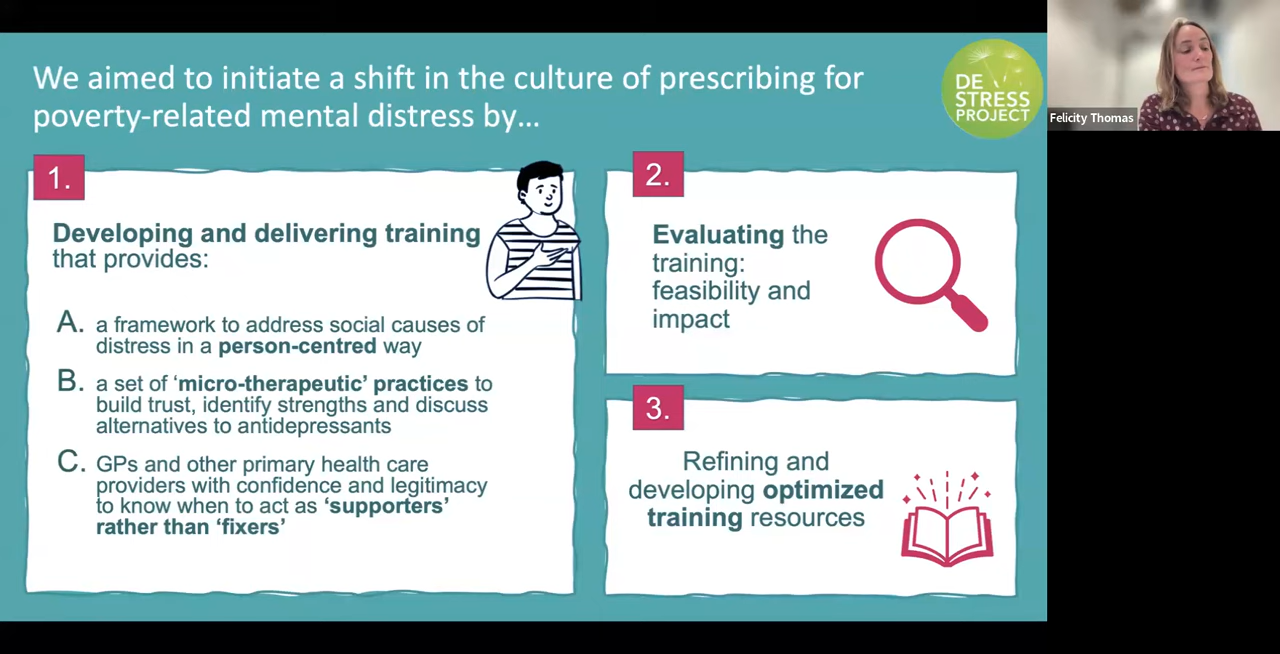 We aimed to initiate a shift in the culture of prescribing for
poverty-related mental distress by…
DE
STRESS
PROJECT
Felicity Thomas
1.
Developing and delivering training
that provides:
A. a framework to address social causes of
distress in a person-centred way
B. a set of ‘micro-therapeutic’ practices to
build trust, identify strengths and discuss
alternatives to antidepressants
C. GPs and other primary health care
providers with confidence and legitimacy
to know when to act as ‘supporters’
rather than ‘fixers’
2.
Evaluating the
training:
feasibility and
impact
3.
Refining and
developing optimized
training resources